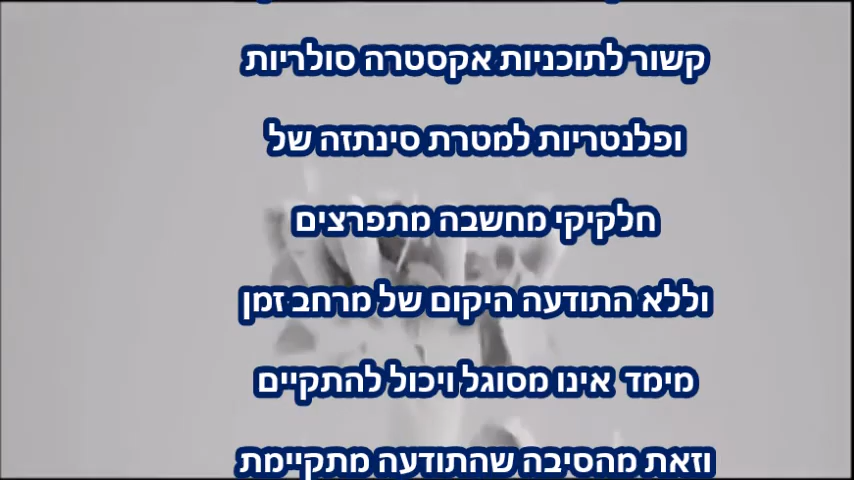 קשור לתוכניות אקסטרה סולריות
ופלנטריות למטרת סינתזה של
חלקיקי מחשבה מתפרצים
וללא התודעה היקום של מרחב זמן
מימד אינו מסוגל ויכול להתקיים
וזאת מהסיבה שהתודעה מתקיימת